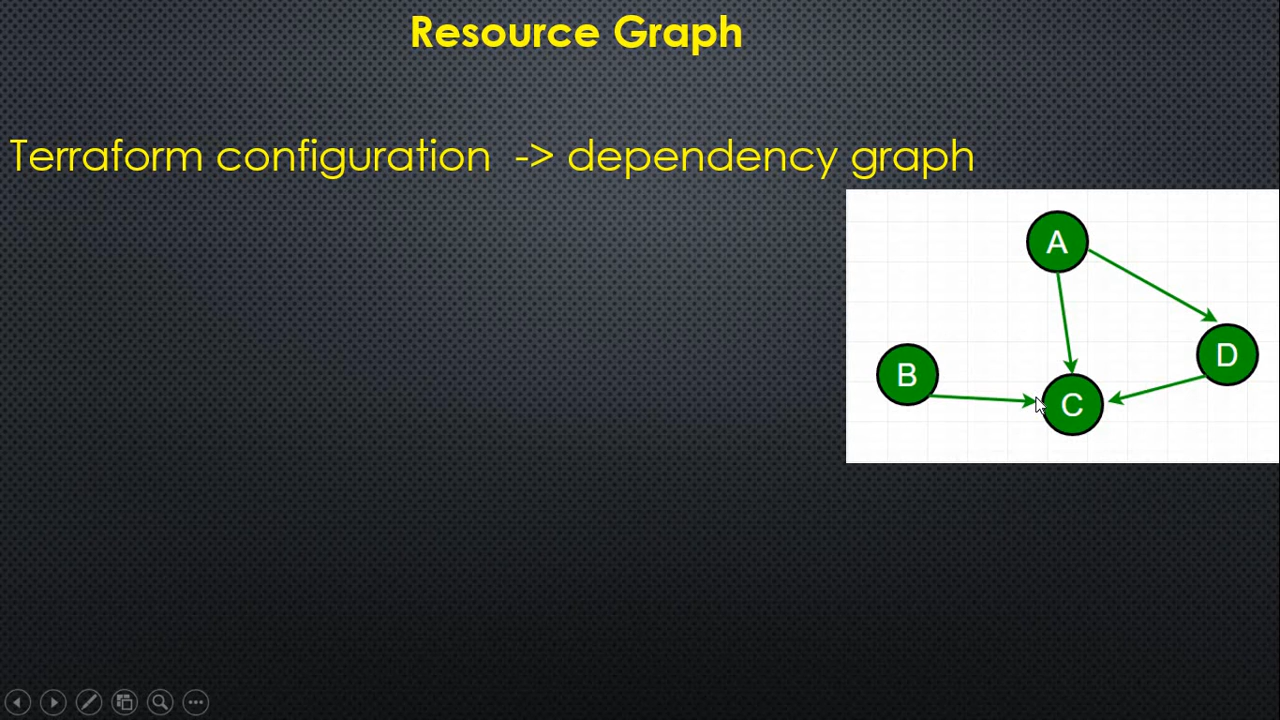 Resource Graph
Terraform configuration -> dependency graph
A
D
B
C